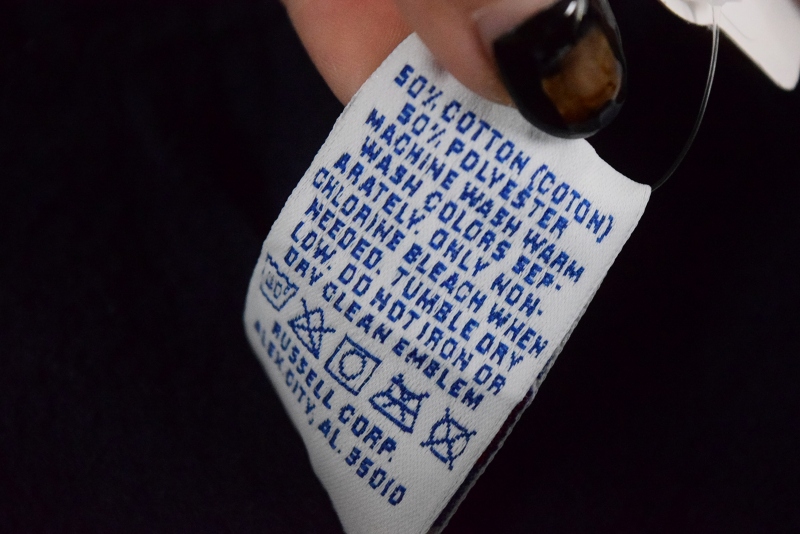 50% COTTON (COTON)
50% POLYESTER
MACHINE WASH WARM
WASH COLORS SEP-
ARATELY. ONLY NON-
CHLORINE BLEACH WHEN
NEEDED. TUMBLE DRY
LOW. DO NOT IRON OR
DRY CLEAN EMBLEM
RUSSELL CORP.
ALEX CITY, AL. 35010